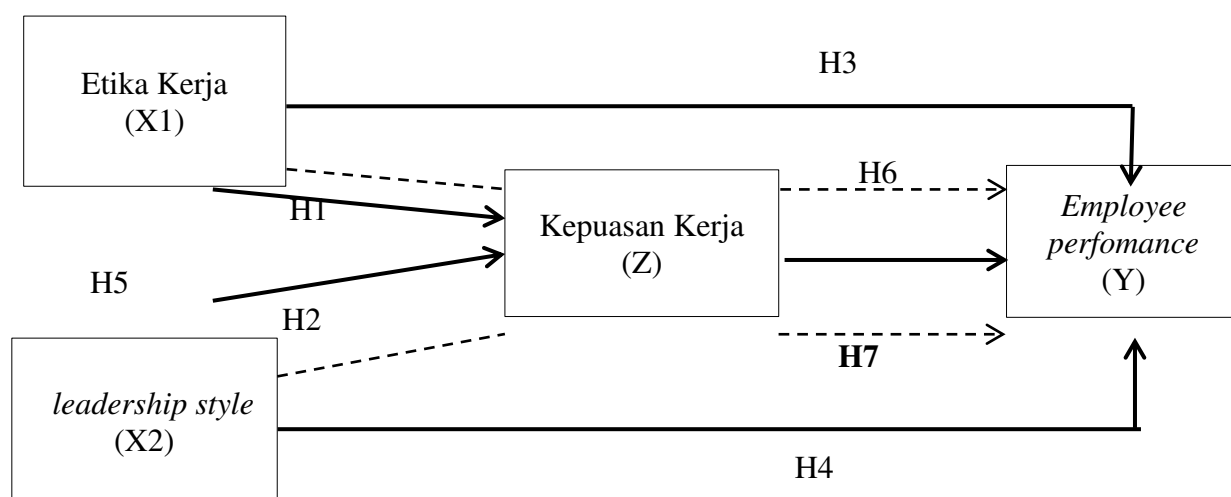 H3
Etika Kerja
(X1)
H6
H1
Kepuasan Kerja
(Z)
Employee
perfomance
(Y)
H5
H2
H7
leadership style
(X2)
H4